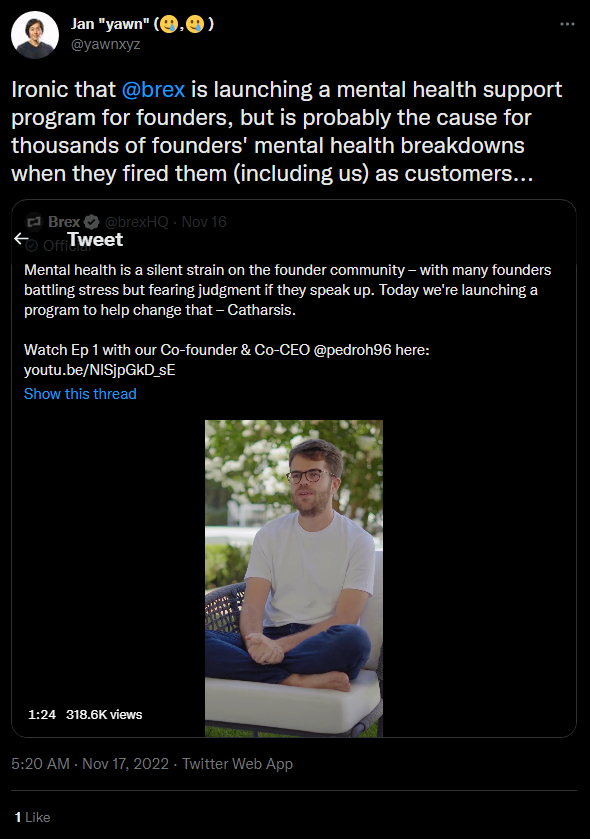 Jan "yawn" (🥲,🥲)
@yawnxyz
Ironic that @brex is launching a mental health support
program for founders, but is probably the cause for
thousands of founders' mental health breakdowns
when they fired them (including us) as customers...
Brex @brexHQ · Nov 16
Official
Tweet
Mental health is a silent strain on the founder community – with many founders
battling stress but fearing judgment if they speak up. Today we're launching a
program to help change that – Catharsis.
Watch Ep 1 with our Co-founder & Co-CEO @pedroh96 here:
youtu.be/NlSjpGkD_sE
Show this thread
1:24 318.6K views
5:20 AM · Nov 17, 2022 · Twitter Web App
1 Like